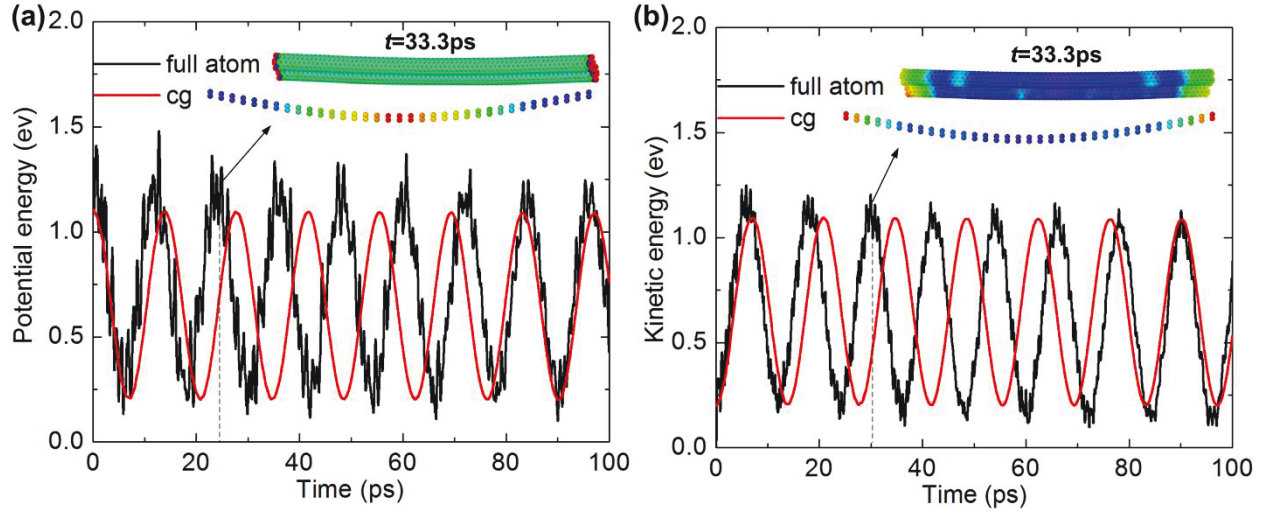 (a)
2.0
1.5
1.0
0.5
0.0
Potential energy (ev)
full atom
cg
t=33.3ps
0
20
40
60
80
100
Time (ps)
(b)
2.0
1.5
1.0
0.5
0.0
Kinetic energy (ev)
full atom
cg
t=33.3ps
0
20
40
60
80
100
Time (ps)